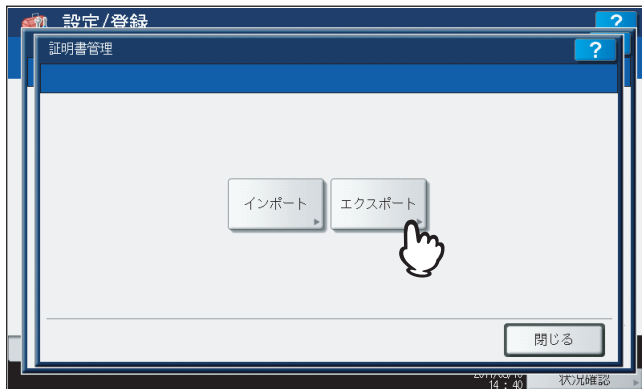 設定/登録
?
証明書管理
?
インポート
エクスポート
閉じる
14 : 40
状況確認